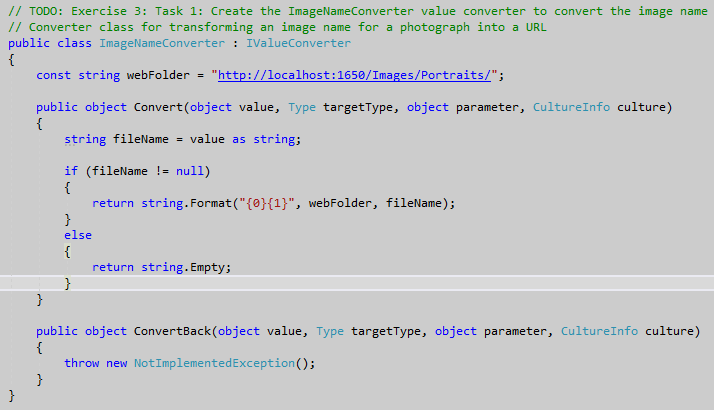 // TODO: Exercise 3: Task 1: Create the ImageNameConverter value converter to convert the image name
// Converter class for transforming an image name for a photograph into a URL
public class ImageNameConverter : IValueConverter
{
    const string webFolder = "http://localhost:1650/Images/Portraits/";

    public object Convert(object value, Type targetType, object parameter, CultureInfo culture)
    {
        string fileName = value as string;

        if (fileName != null)
        {
            return string.Format("{0}{1}", webFolder, fileName);
        }
        else
        {
            return string.Empty;
        }
    }

    public object ConvertBack(object value, Type targetType, object parameter, CultureInfo culture)
    {
        throw new NotImplementedException();
    }
}